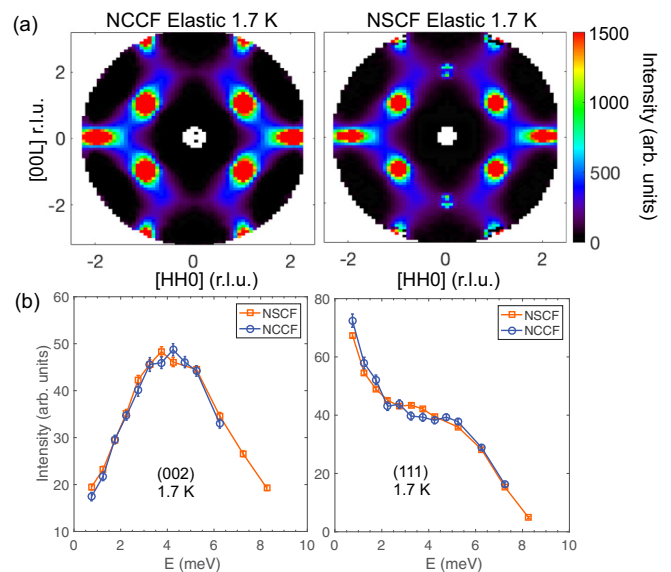 (a)
NCCF Elastic 1.7 K
NSCF Elastic 1.7 K
[00L] r.l.u.
2
0
-2
-2
0
2
[HH0] (r.l.u.)
-2
0
2
[HH0] (r.l.u.)
1500
1000
500
0
Intensity (arb. units)
(b)
Intensity (arb. units)
60
50
40
30
20
10
0
2
4
6
8
10
E (meV)
NSCF
NCCF
(002)
1.7 K
80
60
40
20
0
0
2
4
6
8
10
E (meV)
NSCF
NCCF
(111)
1.7 K